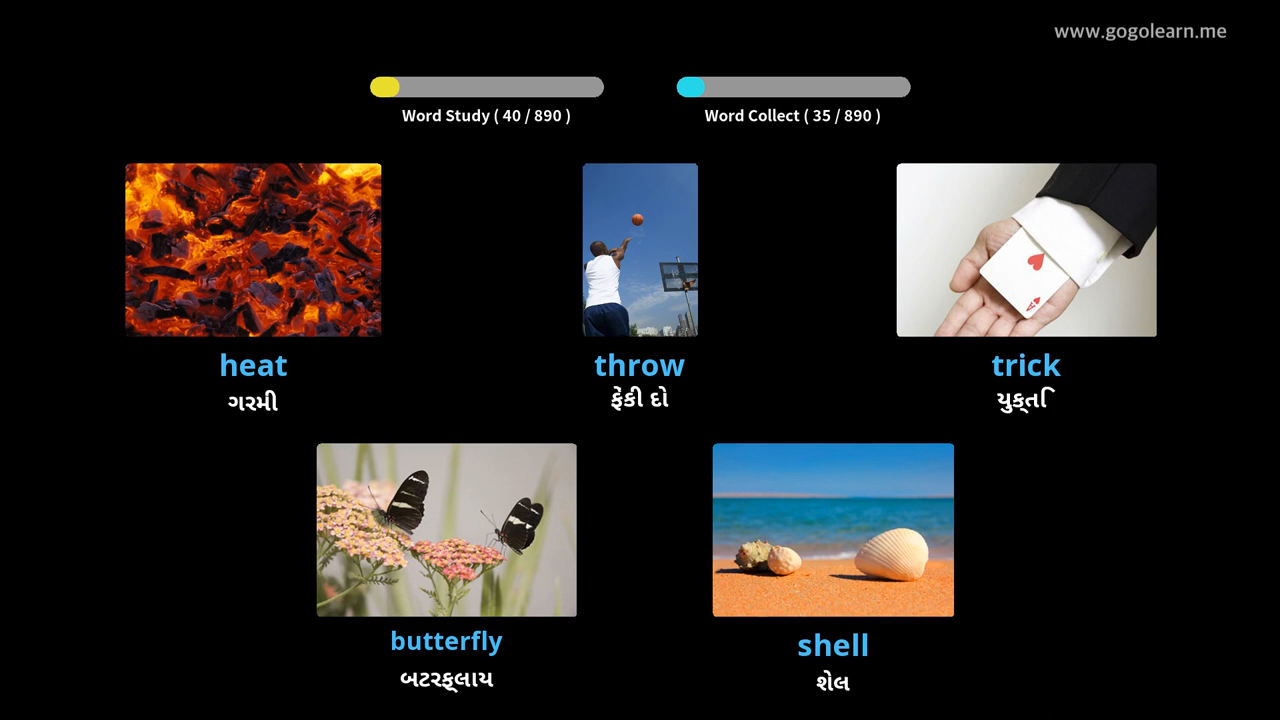 www.gogolearn.me
Word Study ( 40 / 890 )
Word Collect ( 35 / 890 )
heat
ગરમી
throw
ફેંકી દો
trick
યુક્તિ
butterfly
બટરફ્લાય
shell
શેલ